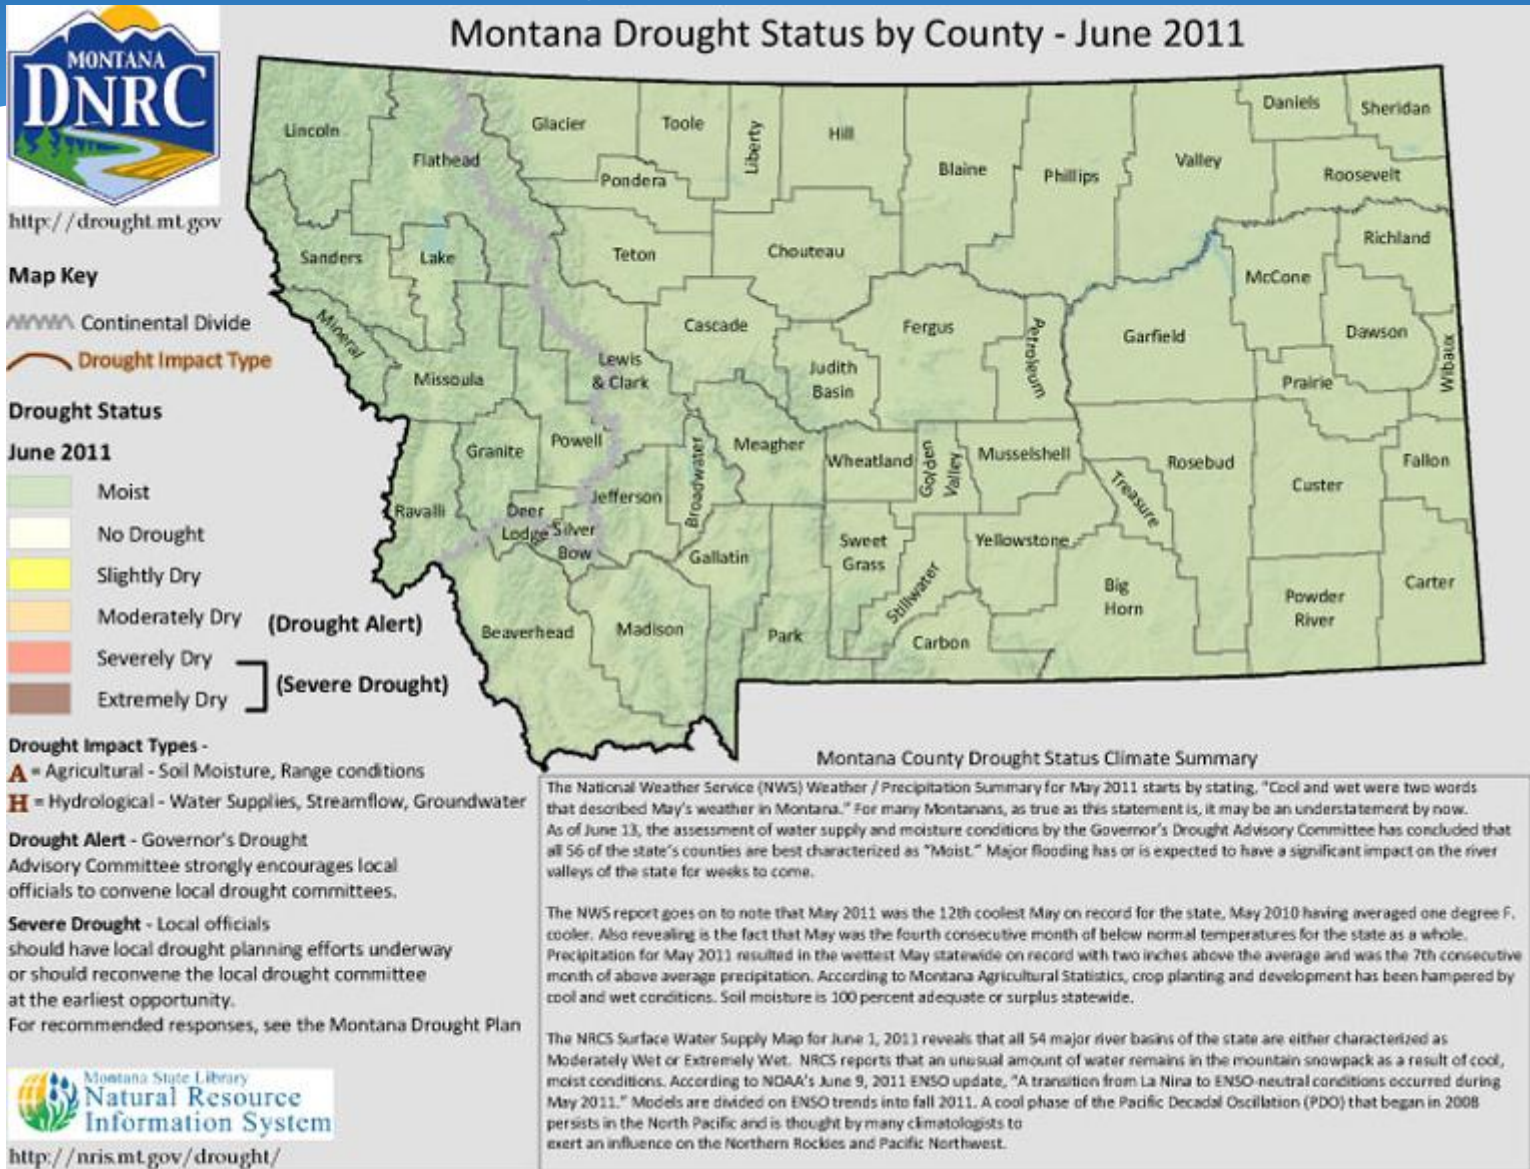 Montana Drought Status by County - June 2011
MONTANA
DNRC
http://drought.mt.gov
Map Key
Continental Divide
Drought Impact Type
Drought Status
June 2011
Moist
No Drought
Slightly Dry
Moderately Dry (Drought Alert)
Severely Dry
(Severe Drought)
Extremely Dry
Drought Impact Types -
A = Agricultural - Soil Moisture, Range conditions
H = Hydrological - Water Supplies, Streamflow, Groundwater
Drought Alert - Governor's Drought
Advisory Committee strongly encourages local
officials to convene local drought committees.
Severe Drought - Local officials
should have local drought planning efforts underway
or should reconvene the local drought committee
at the earliest opportunity.
For recommended responses, see the Montana Drought Plan
Montana State Library
Natural Resource
Information System
http://nris.mt.gov/drought/
Lincoln
Flathead
Glacier
Toole
Liberty
Hill
Blaine
Phillips
Valley
Daniels
Sheridan
Roosevelt
Pondera
Sanders
Lake
Teton
Chouteau
Richland
McCone
Mineral
Missoula
Lewis
& Clark
Cascade
Judith
Basin
Fergus
Petroleum
Garfield
Dawson
Prairie
Wibaux
Granite
Powell
Ravalli
Deer
Lodge
Silver
Bow
Jefferson
Broadwater
Meagher
Wheatland
Golden
Valley
Musselshell
Treasure
Rosebud
Custer
Fallon
Gallatin
Sweet
Grass
Stillwater
Yellowstone
Big
Horn
Powder
River
Carter
Beaverhead
Madison
Park
Carbon
Montana County Drought Status Climate Summary
The National Weather Service (NWS) Weather / Precipitation Summary for May 2011 starts by stating, "Cool and wet were two words
that described May's weather in Montana." For many Montanans, as true as this statement is, it may be an understatement by now.
As of June 13, the assessment of water supply and moisture conditions by the Governor's Drought Advisory Committee has concluded that
all 56 of the state's counties are best characterized as "Moist." Major flooding has or is expected to have a significant impact on the river
valleys of the state for weeks to come.
The NWS report goes on to note that May 2011 was the 12th coolest May on record for the state, May 2010 having averaged one degree F.
cooler. Also revealing is the fact that May was the fourth consecutive month of below normal temperatures for the state as a whole.
Precipitation for May 2011 resulted in the wettest May statewide on record with two inches above the average and was the 7th consecutive
month of above average precipitation. According to Montana Agricultural Statistics, crop planting and development has been hampered by
cool and wet conditions. Soil moisture is 100 percent adequate or surplus statewide.
The NRCS Surface Water Supply Map for June 1, 2011 reveals that all 54 major river basins of the state are either characterized as
Moderately Wet or Extremely Wet. NRCS reports that an unusual amount of water remains in the mountain snowpack as a result of cool,
moist conditions. According to NOAA's June 9, 2011 ENSO update, "A transition from La Nina to ENSO-neutral conditions occurred during
May 2011." Models are divided on ENSO trends into fall 2011. A cool phase of the Pacific Decadal Oscillation (PDO) that began in 2008
persists in the North Pacific and is thought by many climatologists to
exert an influence on the Northern Rockies and Pacific Northwest.